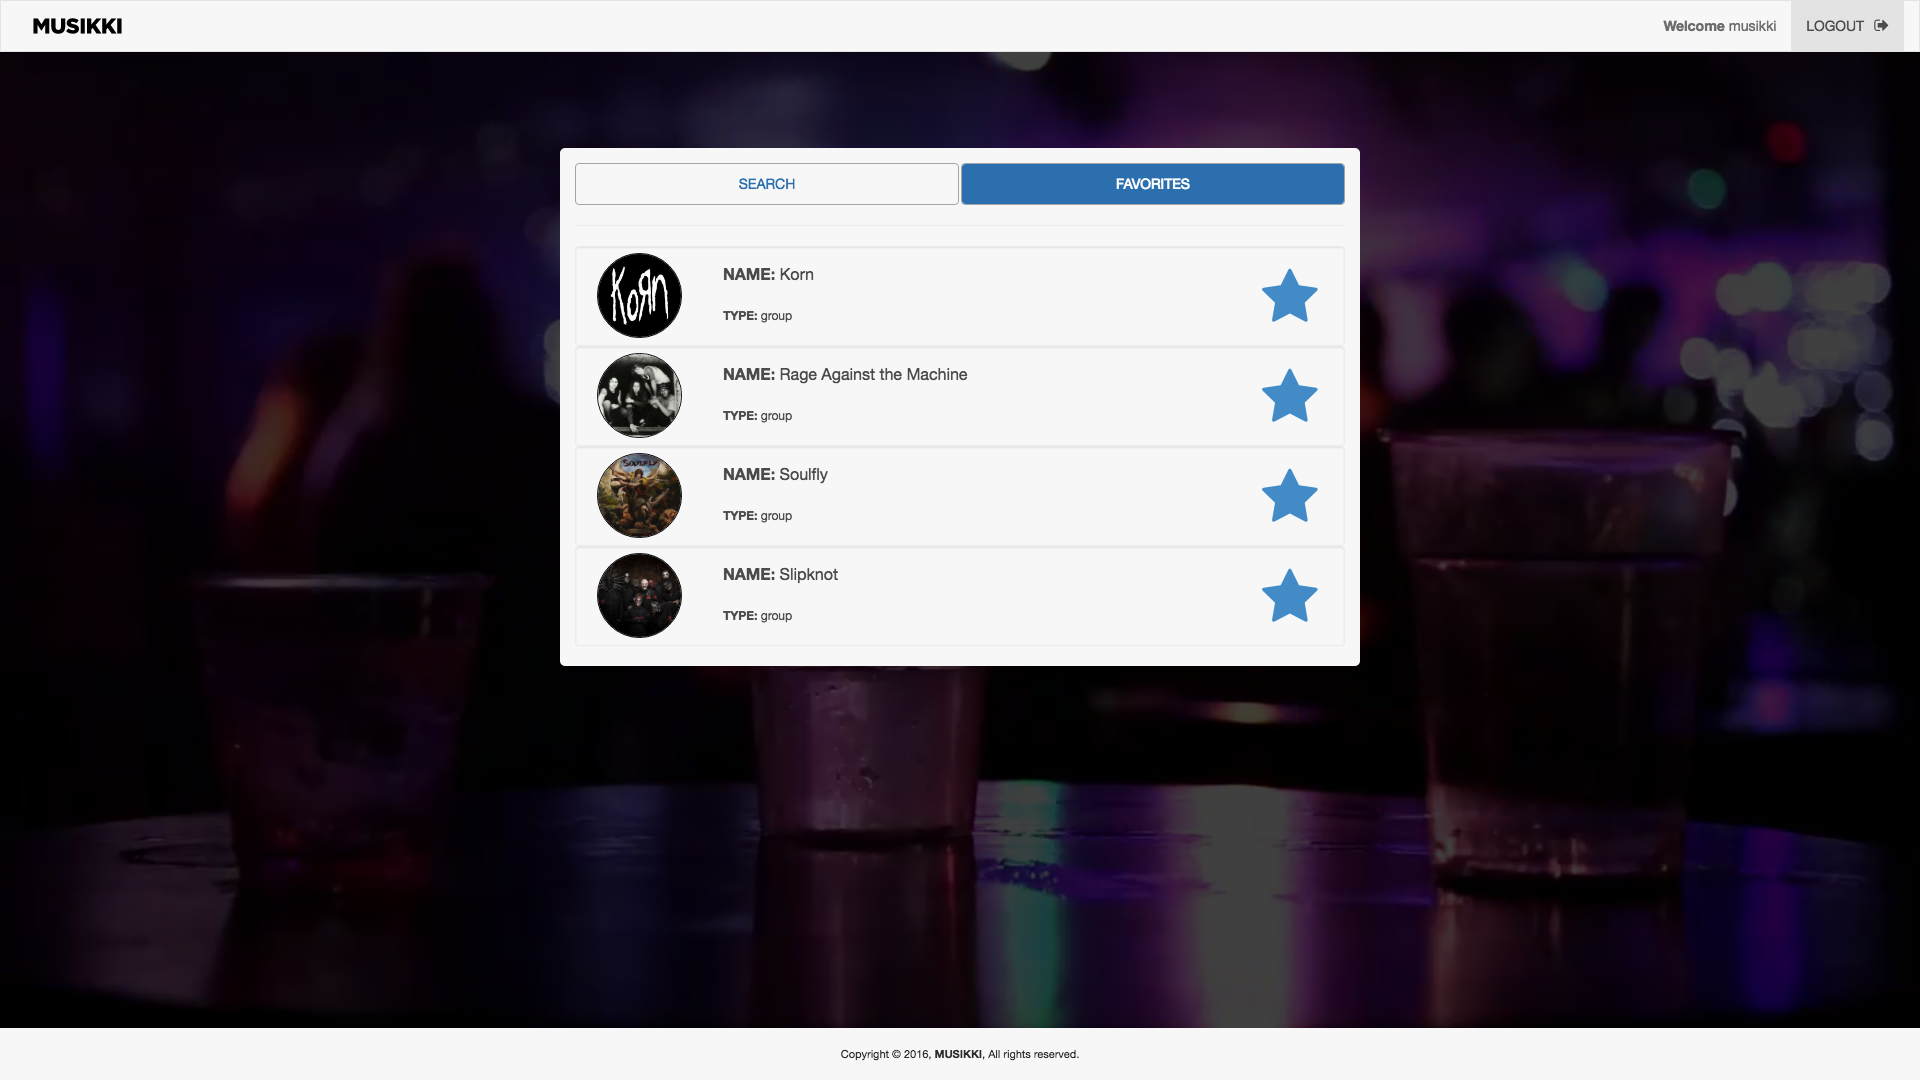 MUSIKKI
Welcome musikki
LOGOUT
SEARCH
FAVORITES
KoRn
NAME: Korn
TYPE: group
NAME: Rage Against the Machine
TYPE: group
SOULFLY
NAME: Soulfly
TYPE: group
NAME: Slipknot
TYPE: group
Copyright © 2016, MUSIKKI, All rights reserved.